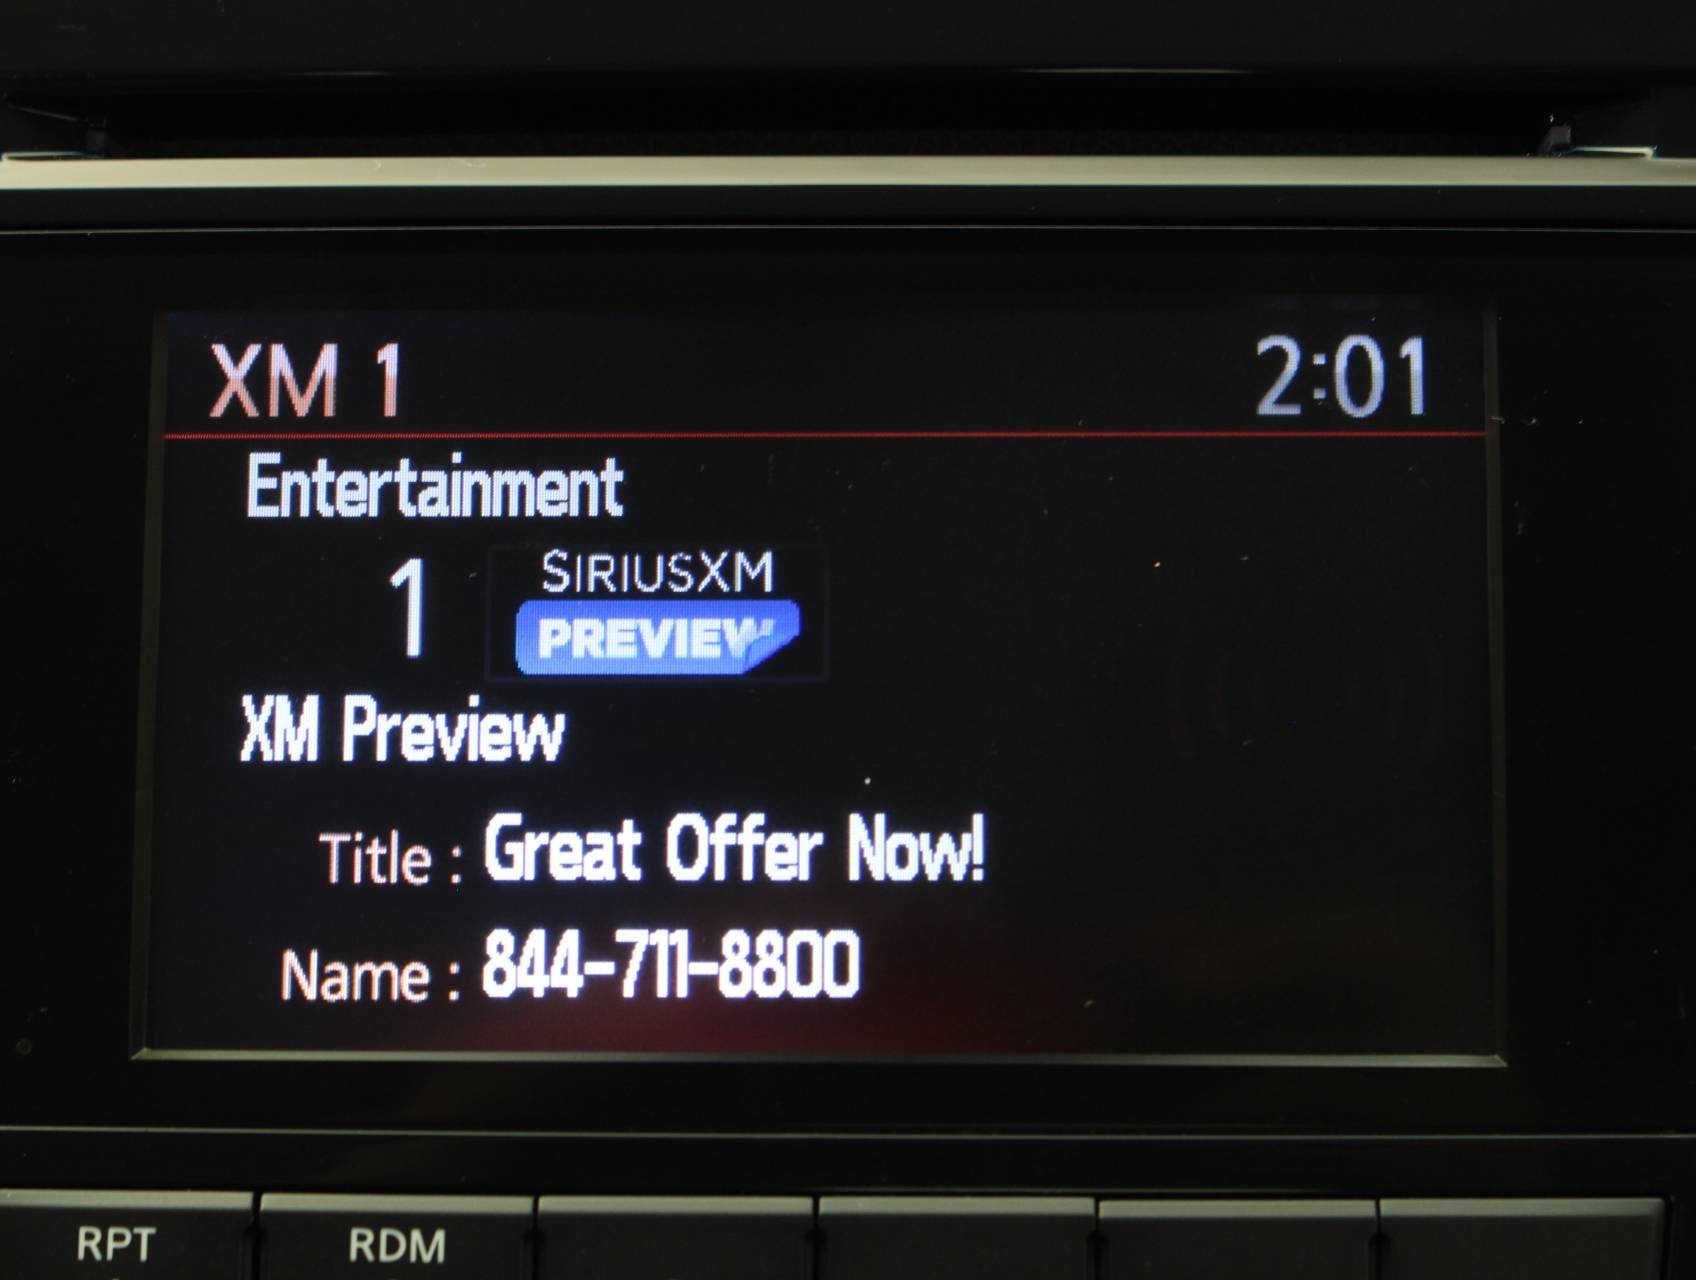 XM 1 2:01
Entertainment
1 SIRIUSXM
PREVIEW
XM Preview
Title : Great Offer Now!
Name : 844-711-8800
RPT RDM